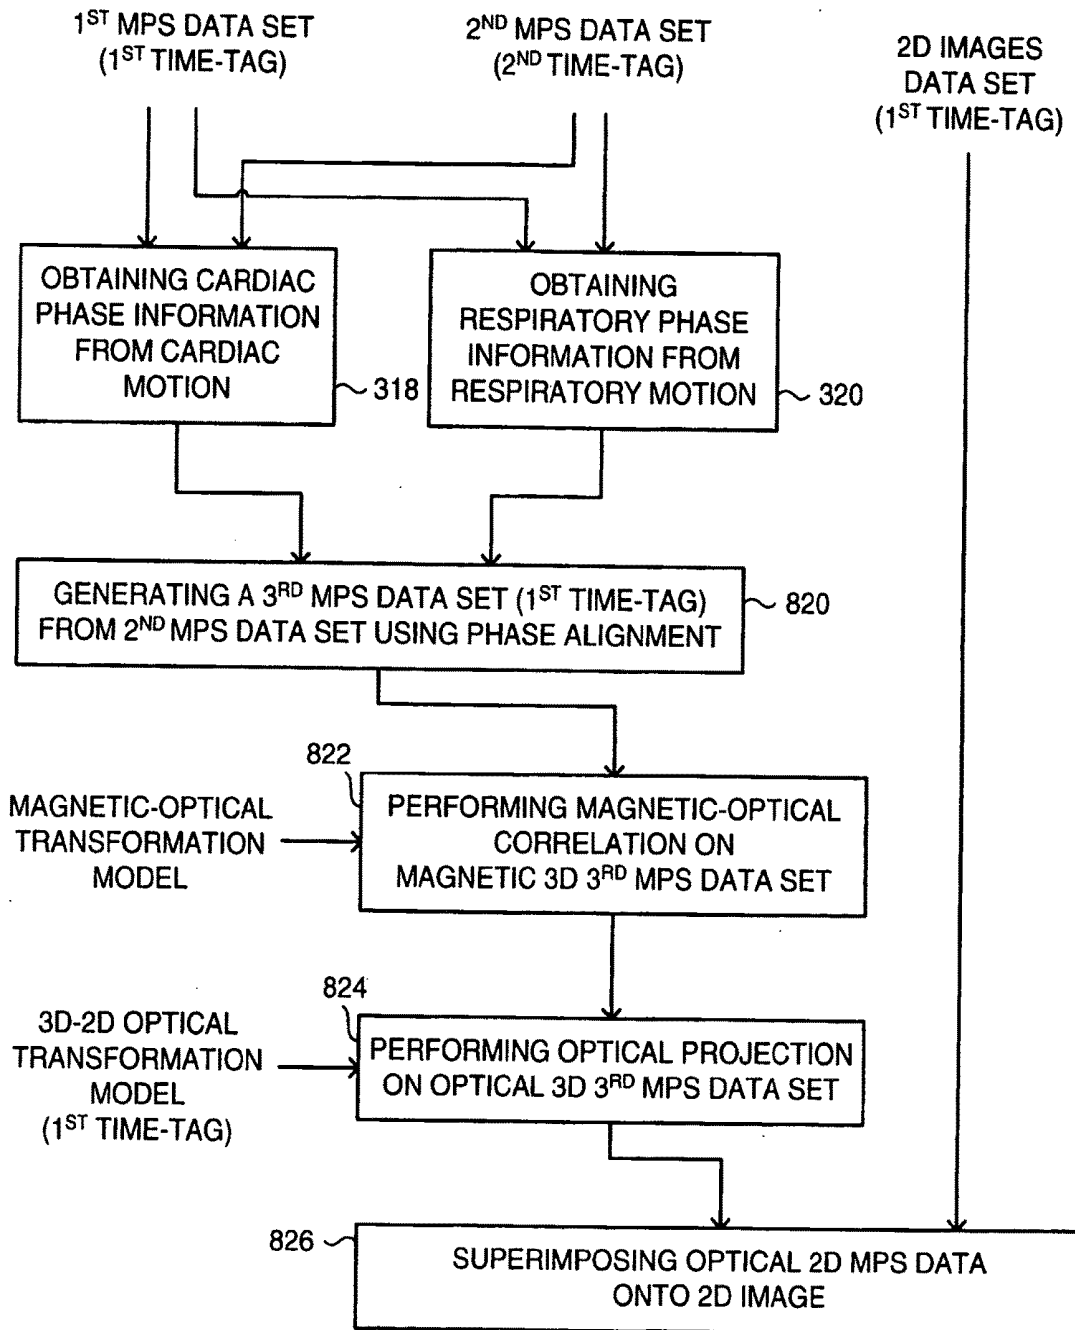 1ST MPS DATA SET
(1ST TIME-TAG)
2ND MPS DATA SET
(2ND TIME-TAG)
2D IMAGES
DATA SET
(1ST TIME-TAG)
OBTAINING CARDIAC
PHASE INFORMATION
FROM CARDIAC
MOTION
318
OBTAINING
RESPIRATORY PHASE
INFORMATION FROM
RESPIRATORY MOTION
320
GENERATING A 3RD MPS DATA SET (1ST TIME-TAG)
FROM 2ND MPS DATA SET USING PHASE ALIGNMENT
820
822
MAGNETIC-OPTICAL
TRANSFORMATION
MODEL
PERFORMING MAGNETIC-OPTICAL
CORRELATION ON
MAGNETIC 3D 3RD MPS DATA SET
824
3D-2D OPTICAL
TRANSFORMATION
MODEL
(1ST TIME-TAG)
PERFORMING OPTICAL PROJECTION
ON OPTICAL 3D 3RD MPS DATA SET
826
SUPERIMPOSING OPTICAL 2D MPS DATA
ONTO 2D IMAGE